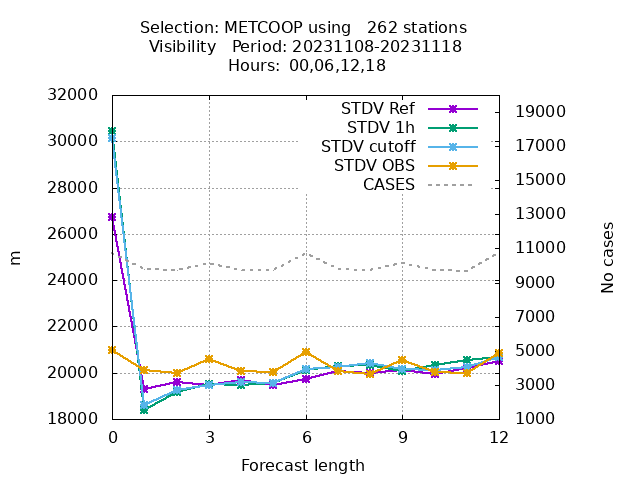 Selection: METCOOP using   262 stations
Visibility   Period: 20231108-20231118
Hours:  00,06,12,18
STDV Ref
STDV 1h
STDV cutoff
STDV OBS
CASES
32000
30000
28000
26000
24000
22000
20000
18000
m
19000
17000
15000
13000
11000
9000
7000
5000
3000
1000
No cases
0 3 6 9 12
Forecast length